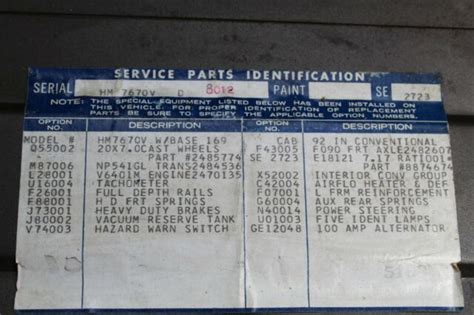 SERVICE PARTS IDENTIFICATION
SERIAL HM 7670V D 8012 PAINT SE 2723
NOTE: THE SPECIAL EQUIPMENT LISTED BELOW HAS BEEN INSTALLED ON
THIS VEHICLE. FOR PROPER IDENTIFICATION OF REPLACEMENT
PARTS BE SURE TO SPECIFY THE APPLICABLE OPTION NUMBERS.
OPTION NO. DESCRIPTION OPTION NO. DESCRIPTION
MODEL # HM7670V W/BASE 169
Q55002 20X7.0CAST WHEELS
PART #2485774
M87006 NP541GL TRANS2484536
L28001 V6401M ENGINE2470135
U16004 TACHOMETER
F26001 FULL DEPTH RAILS
F88001 H D FRT SPRINGS
J73001 HEAVY DUTY BRAKES
J80002 VACUUM RESERVE TANK
V74003 HAZARD WARN SWITCH
CAB 92 IN CONVENTIONAL
F43005 F090 FRT AXLE2482607
SE 2723 E18121 7.17 RATIO001
PART #8874674
X52002 INTERIOR CONV GROUP
C42004 AIRFLO HEATER & DEF
F07001 L FRM REINFORCEMENT
G60004 AUX REAR SPRINGS
N40014 POWER STEERING
U01003 FIVE IDENT LAMPS
GE12048 100 AMP ALTERNATOR